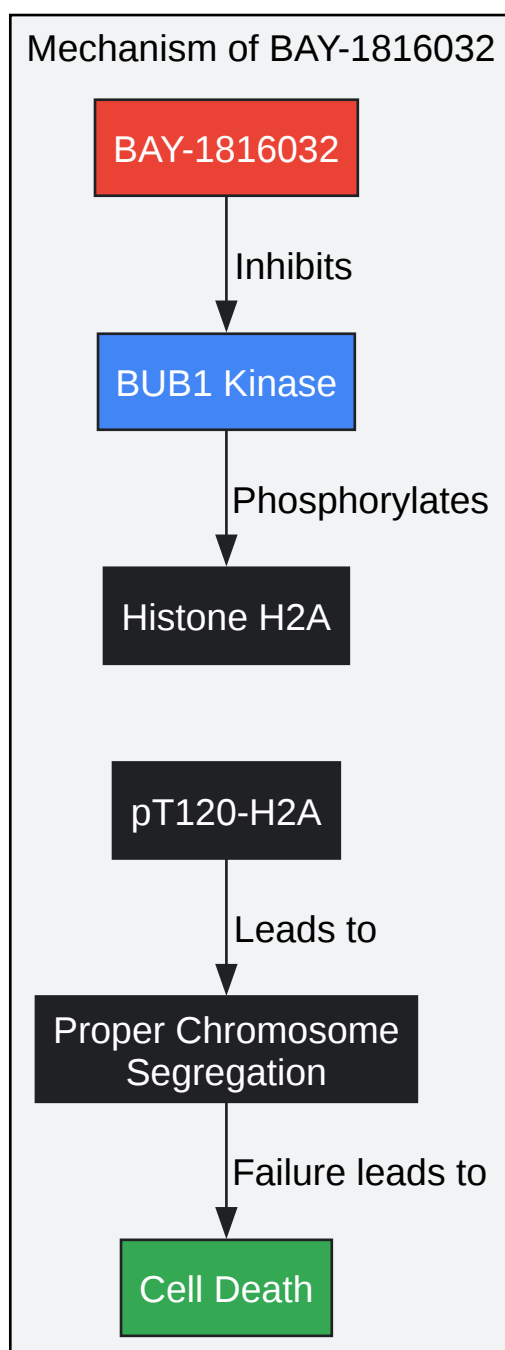 Mechanism of BAY-1816032
BAY-1816032
Inhibits
BUB1 Kinase
Phosphorylates
Histone H2A
pT120-H2A
Leads to
Proper Chromosome
Segregation
Failure leads to
Cell Death